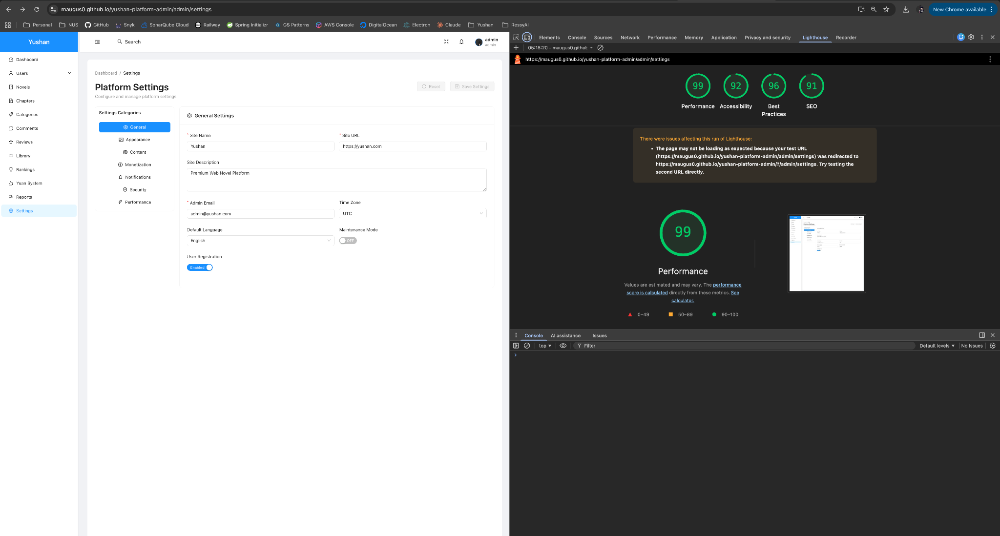 maugus0.github.io/yushan-platform-admin/admin/settings
New Chrome available
Personal
NUS
GitHub
Snyk
SonarQube Cloud
Railway
Spring Initializr
GS Patterns
AWS Console
DigitalOcean
Electron
Claude
Yushan
RessyAI
Yushan
Search
admin
admin
Dashboard
Users
Novels
Chapters
Categories
Comments
Reviews
Library
Rankings
Yuan System
Reports
Settings
Dashboard / Settings
Platform Settings
Configure and manage platform settings
Reset
Save Settings
Settings Categories
General
Appearance
Content
Monetization
Notifications
Security
Performance
General Settings
* Site Name
Yushan
* Site URL
https://yushan.com
Site Description
Premium Web Novel Platform
* Admin Email
admin@yushan.com
Time Zone
UTC
Default Language
English
Maintenance Mode
OFF
User Registration
Enabled
Elements
Console
Sources
Network
Performance
Memory
Application
Privacy and security
Lighthouse
Recorder
05:18:20 - maugus0.github
https://maugus0.github.io/yushan-platform-admin/admin/settings
99
Performance
92
Accessibility
96
Best
Practices
91
SEO
There were issues affecting this run of Lighthouse:
• The page may not be loading as expected because your test URL
(https://maugus0.github.io/yushan-platform-admin/admin/settings) was redirected to
https://maugus0.github.io/yushan-platform-admin/?/admin/settings. Try testing the
second URL directly.
99
Performance
Values are estimated and may vary. The performance
score is calculated directly from these metrics. See
calculator.
0–49
50–89
90–100
Console
AI assistance
Issues
top
Filter
Default levels
No Issues